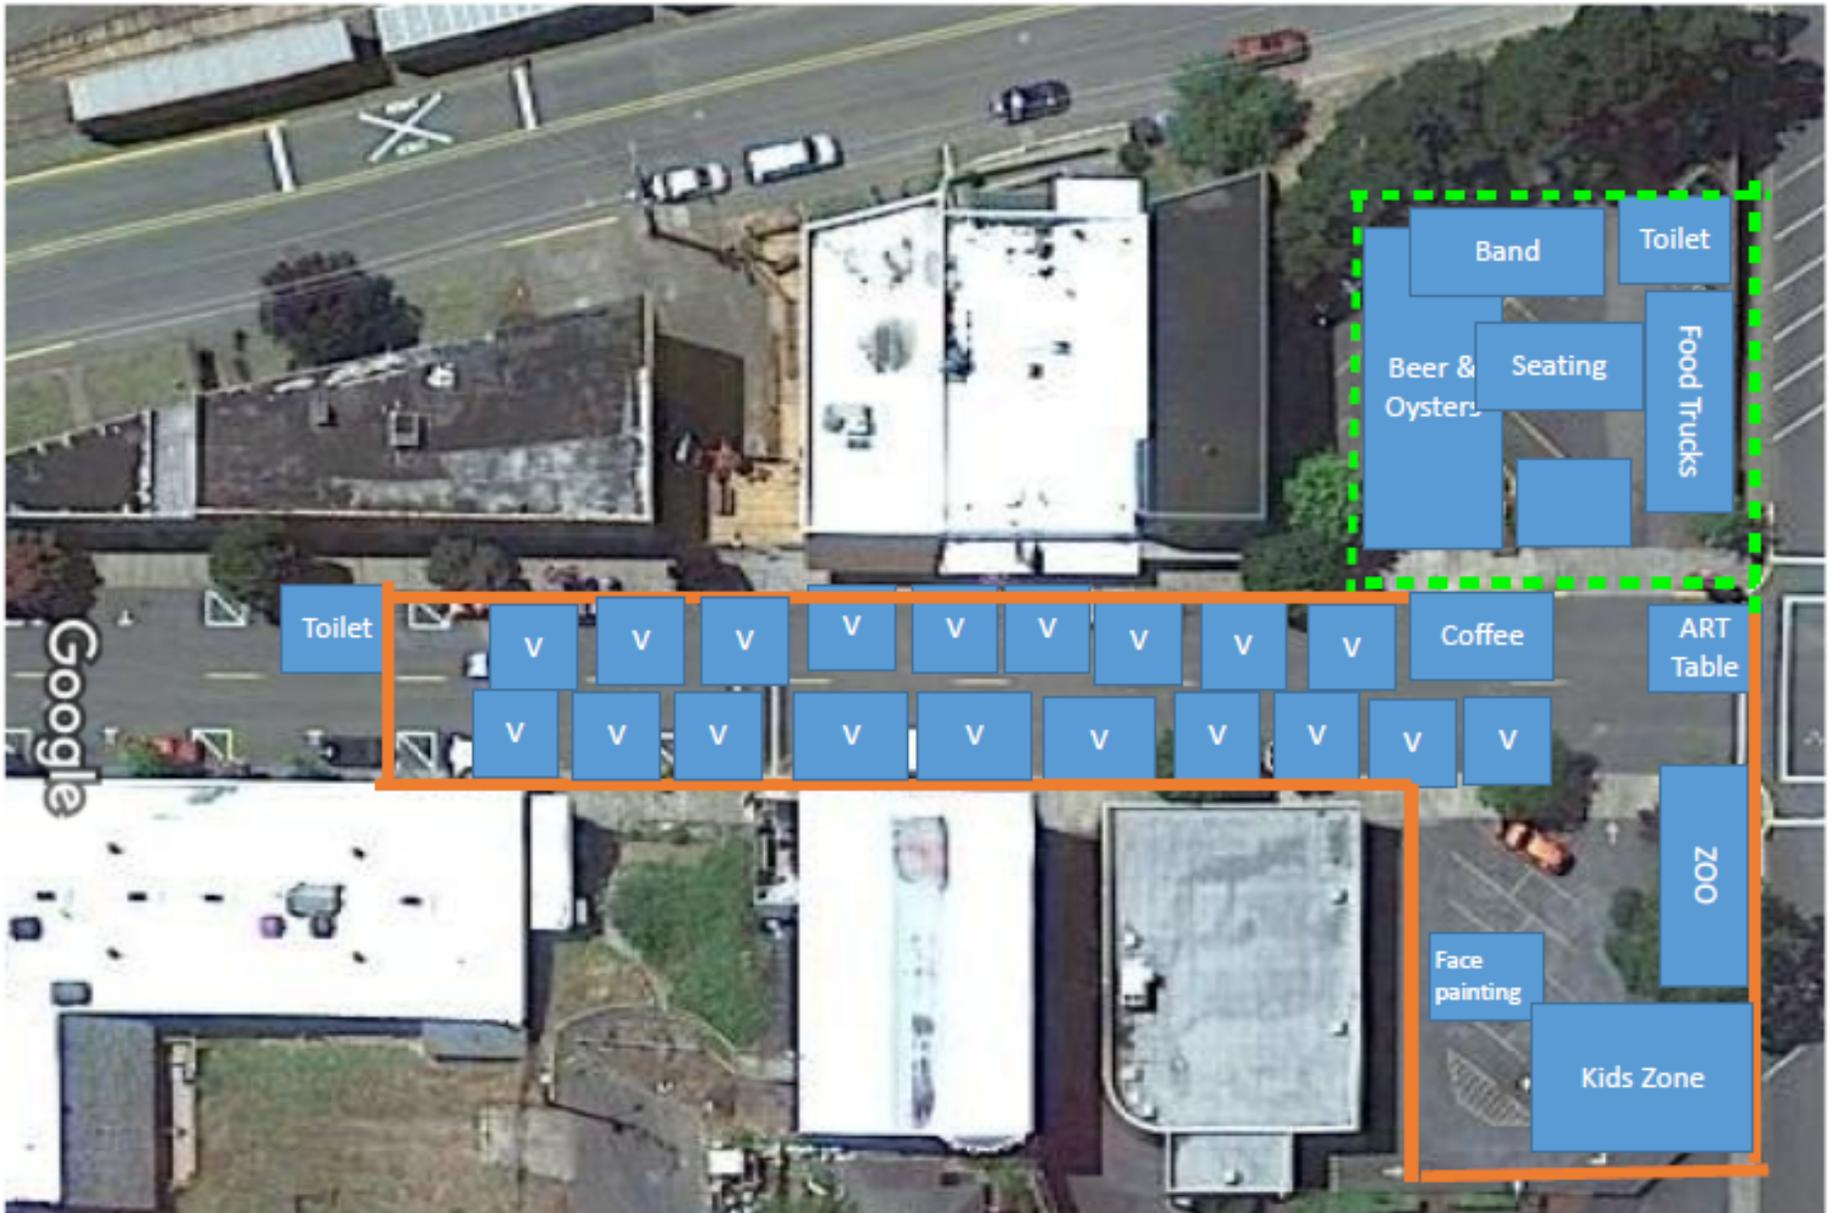 Band
Toilet
Beer &
Oysters
Seating
Food Trucks
Toilet
V
V
V
V
V
V
V
V
V
Coffee
ART
Table
V
V
V
V
V
V
V
V
V
V
Google
ZOO
Face
painting
Kids Zone